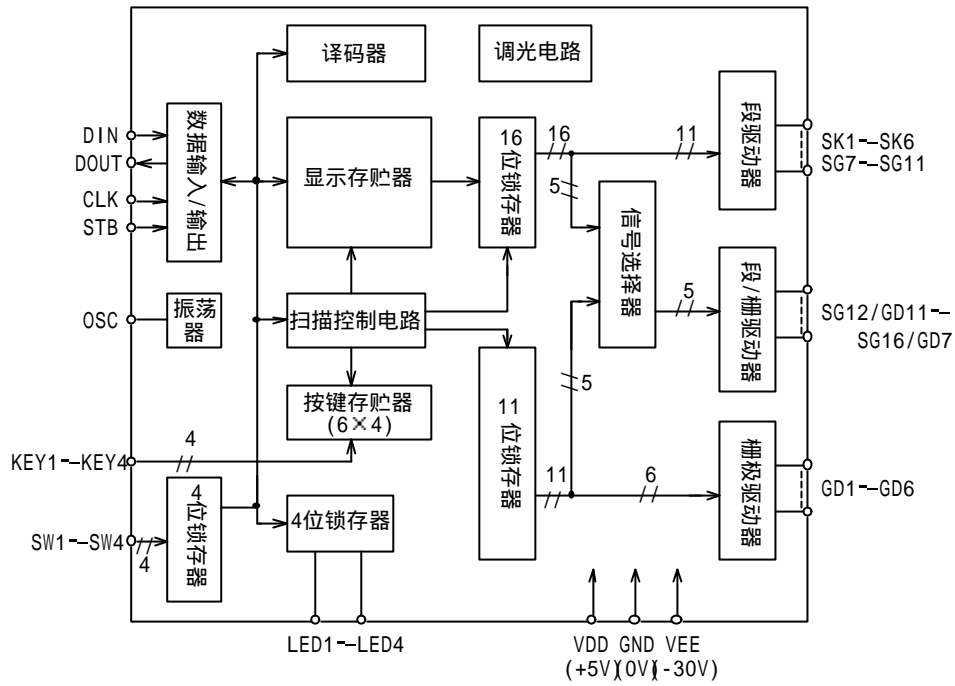 译码器
调光电路
数据输入/输出
显示存贮器
16位锁存器
段驱动器
信号选择器
段/栅驱动器
振荡器
扫描控制电路
按键存贮器
(6×4)
11位锁存器
栅极驱动器
4位锁存器
4位锁存器
DIN
DOUT
CLK
STB
OSC
KEY1-—KEY4
SW1-—SW4
4
4
16
11
5
5
5
11
6
SK1-—SK6
SG7-—SG11
SG12/GD11-—
SG16/GD7
GD1-—GD6
LED1-—LED4
VDD GND VEE
(+5V)(0V)(-30V)